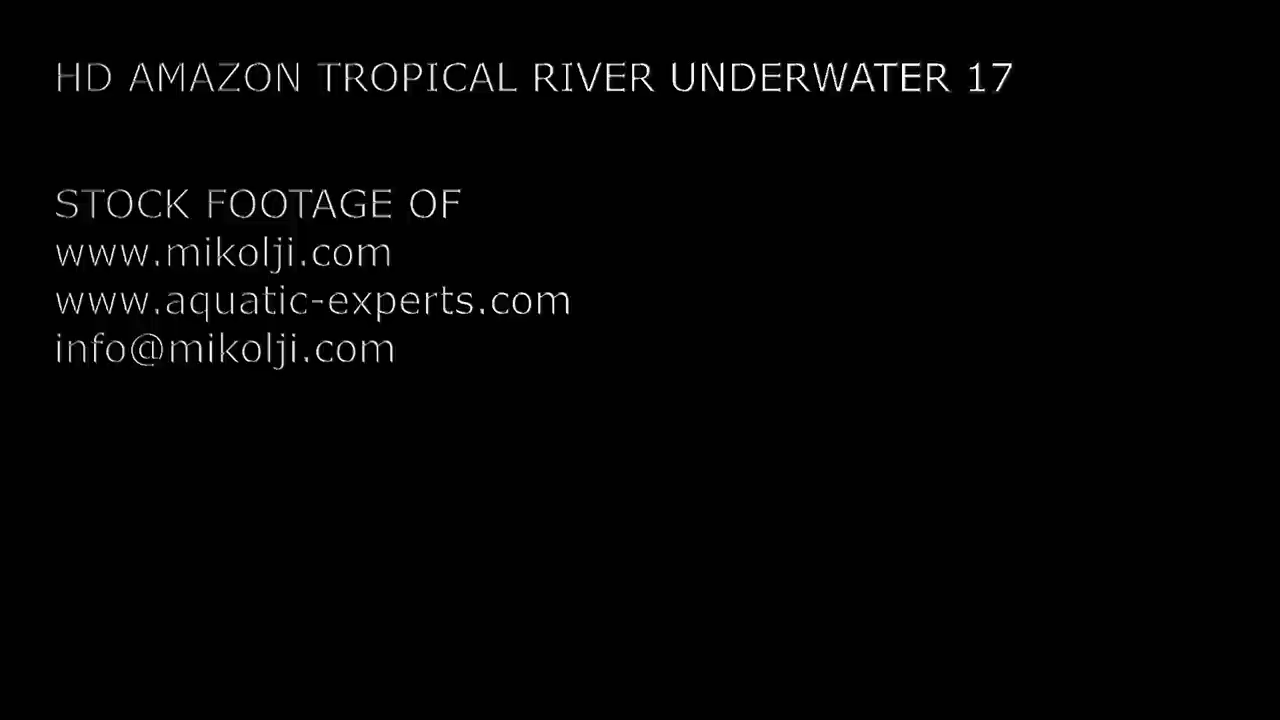 HD AMAZON TROPICAL RIVER UNDERWATER 17
STOCK FOOTAGE OF
www.mikolji.com
www.aquatic-experts.com
info@mikolji.com